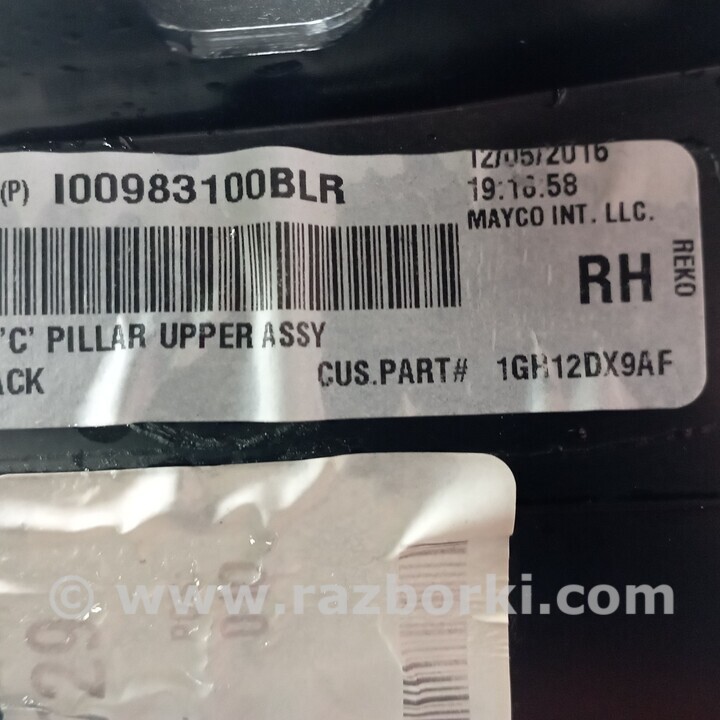 12/05/2016
(P) I00983100BLR
19:16:58
MAYCO INT. LLC.
RH
REKO
'C' PILLAR UPPER ASSY
ACK
CUS.PART# 1GH12DX9AF
© www.razborki.com
29